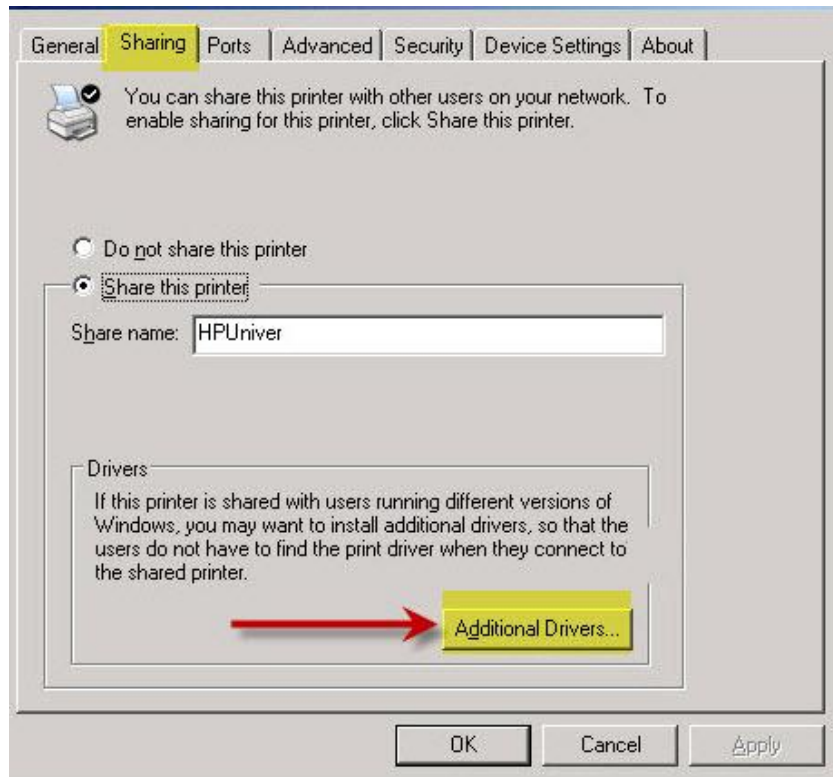 General Sharing Ports Advanced Security Device Settings About
You can share this printer with other users on your network. To
enable sharing for this printer, click Share this printer.
Do not share this printer
Share this printer
Share name: HPUniver
Drivers
If this printer is shared with users running different versions of
Windows, you may want to install additional drivers, so that the
users do not have to find the print driver when they connect to
the shared printer.
Additional Drivers...
OK Cancel Apply